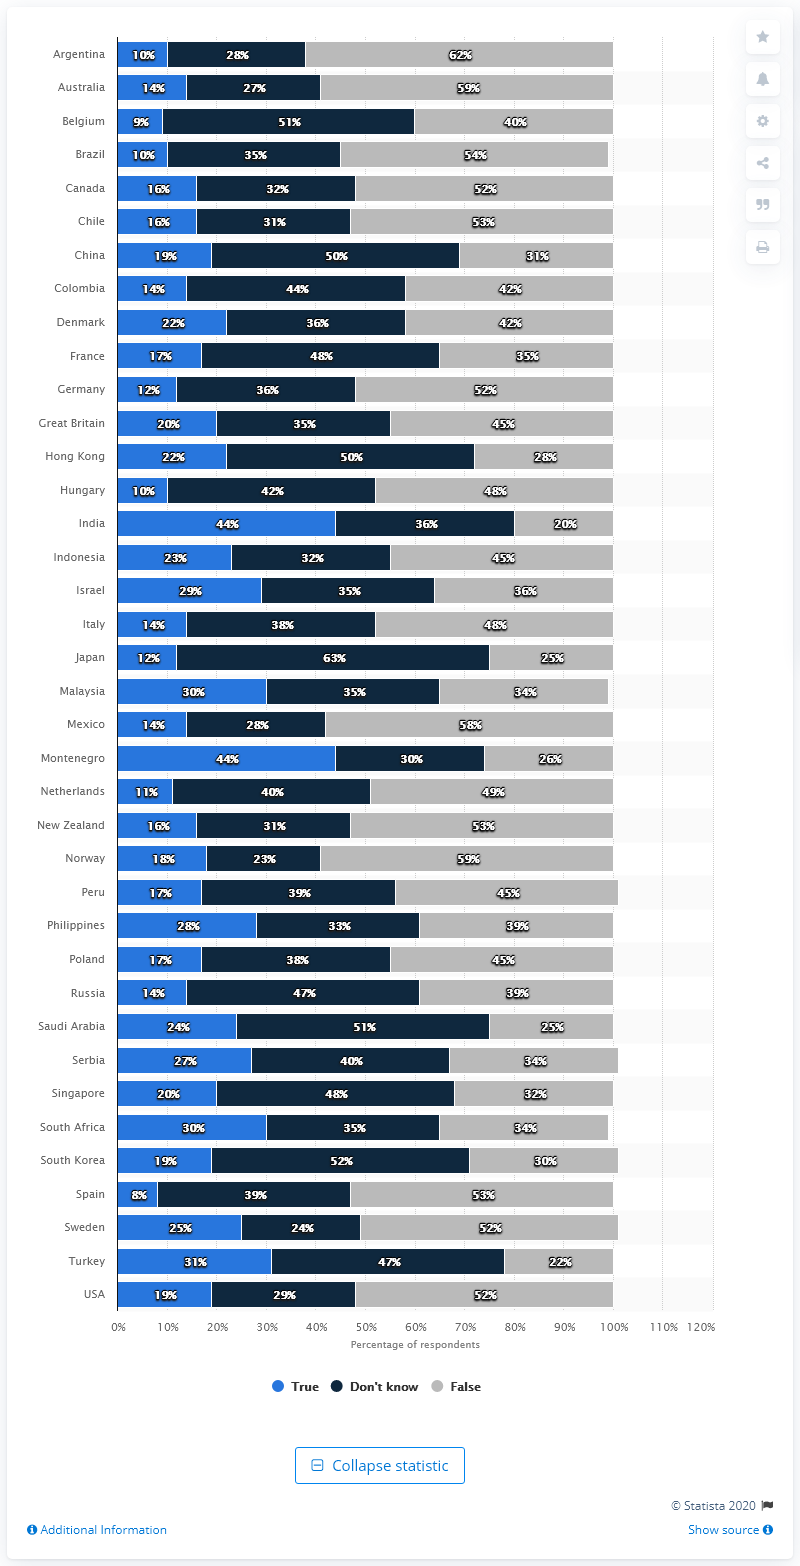 Argentina 10% 28% 62%
Australia 14% 27% 59%
Belgium 9% 51% 40%
Brazil 10% 35% 54%
Canada 16% 32% 52%
Chile 16% 31% 53%
China 19% 50% 31%
Colombia 14% 44% 42%
Denmark 22% 36% 42%
France 17% 48% 35%
Germany 12% 36% 52%
Great Britain 20% 35% 45%
Hong Kong 22% 50% 28%
Hungary 10% 42% 48%
India 44% 36% 20%
Indonesia 23% 32% 45%
Israel 29% 35% 36%
Italy 14% 38% 48%
Japan 12% 63% 25%
Malaysia 30% 35% 34%
Mexico 14% 28% 58%
Montenegro 44% 30% 26%
Netherlands 11% 40% 49%
New Zealand 16% 31% 53%
Norway 18% 23% 59%
Peru 17% 39% 45%
Philippines 28% 33% 39%
Poland 17% 38% 45%
Russia 14% 47% 39%
Saudi Arabia 24% 51% 25%
Serbia 27% 40% 34%
Singapore 20% 48% 32%
South Africa 30% 35% 34%
South Korea 19% 52% 30%
Spain 8% 39% 53%
Sweden 25% 24% 52%
Turkey 31% 47% 22%
USA 19% 29% 52%
0% 10% 20% 30% 40% 50% 60% 70% 80% 90% 100% 110% 120%
Percentage of respondents
True Don't know False
Collapse statistic
© Statista 2020
Additional Information Show source